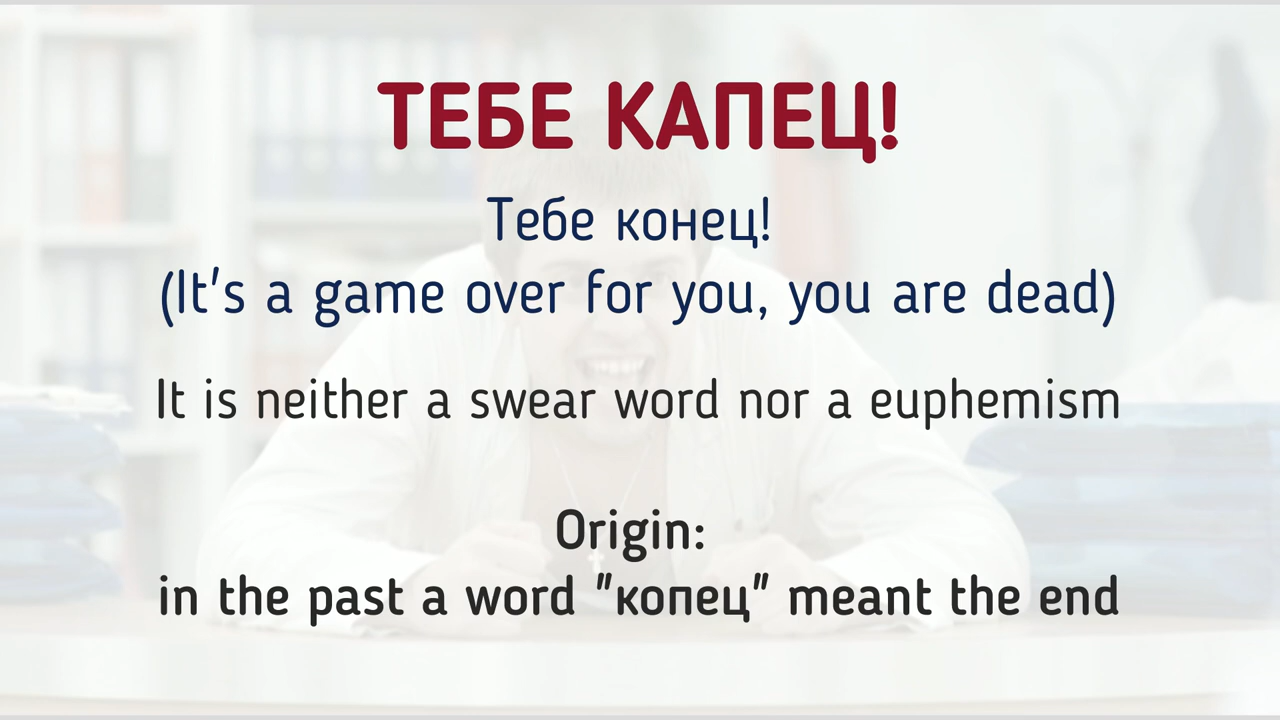 ТЕБЕ КАПЕЦ!
Тебе конец!
(It's a game over for you, you are dead)
It is neither a swear word nor a euphemism
Origin:
in the past a word "копец" meant the end